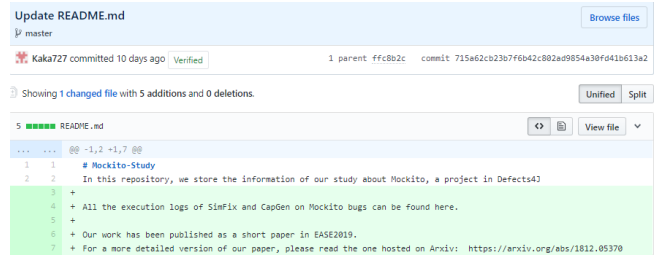 Update README.md
Browse files
master
Kaka727 committed 10 days ago Verified 1 parent ffc8b2c commit 715a62cb23b7f6b42c802ad9854a30fd41b613a2
Showing 1 changed file with 5 additions and 0 deletions. Unified Split
5 README.md <> View file
... ... @@ -1,2 +1,7 @@
1 1 # Mockito-Study
2 2 In this repository, we store the information of our study about Mockito, a project in Defects4J
3 +
4 + All the execution logs of SimFix and CapGen on Mockito bugs can be found here.
5 +
6 + Our work has been published as a short paper in EASE2019.
7 + For a more detailed version of our paper, please read the one hosted on Arxiv: https://arxiv.org/abs/1812.05370